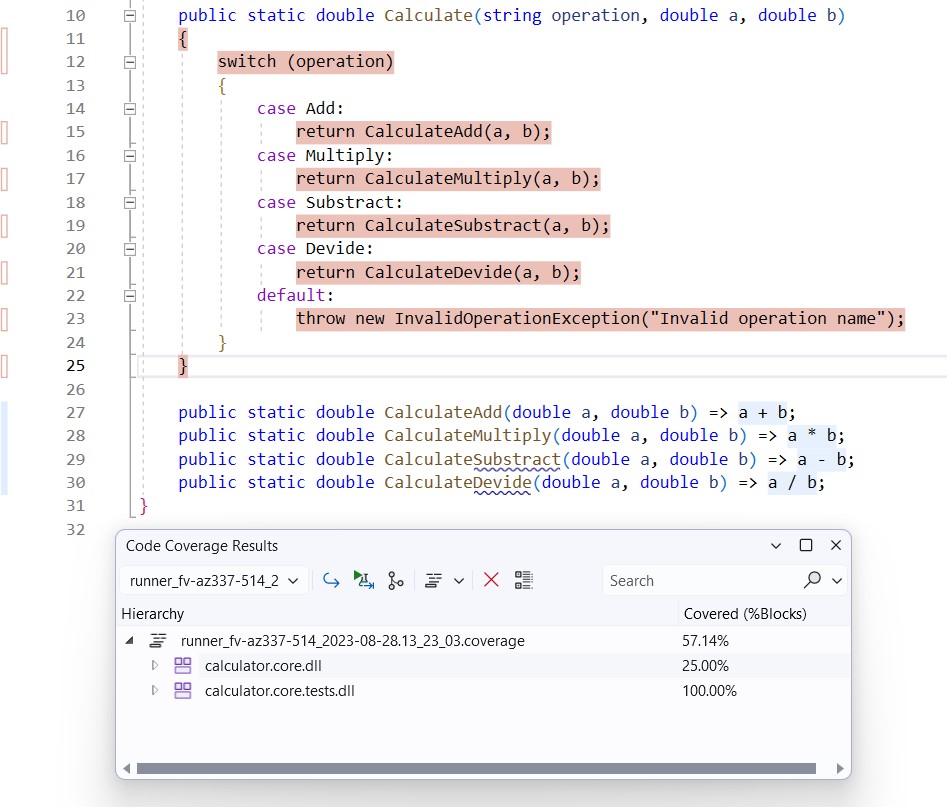 10 public static double Calculate(string operation, double a, double b)
11 {
12 switch (operation)
13 {
14 case Add:
15 return CalculateAdd(a, b);
16 case Multiply:
17 return CalculateMultiply(a, b);
18 case Substract:
19 return CalculateSubstract(a, b);
20 case Devide:
21 return CalculateDevide(a, b);
22 default:
23 throw new InvalidOperationException("Invalid operation name");
24 }
25 }
26
27 public static double CalculateAdd(double a, double b) => a + b;
28 public static double CalculateMultiply(double a, double b) => a * b;
29 public static double CalculateSubstract(double a, double b) => a - b;
30 public static double CalculateDevide(double a, double b) => a / b;
31 }
32
Code Coverage Results
runner_fv-az337-514_2
Search
Hierarchy Covered (%Blocks)
runner_fv-az337-514_2023-08-28.13_23_03.coverage 57.14%
calculator.core.dll 25.00%
calculator.core.tests.dll 100.00%